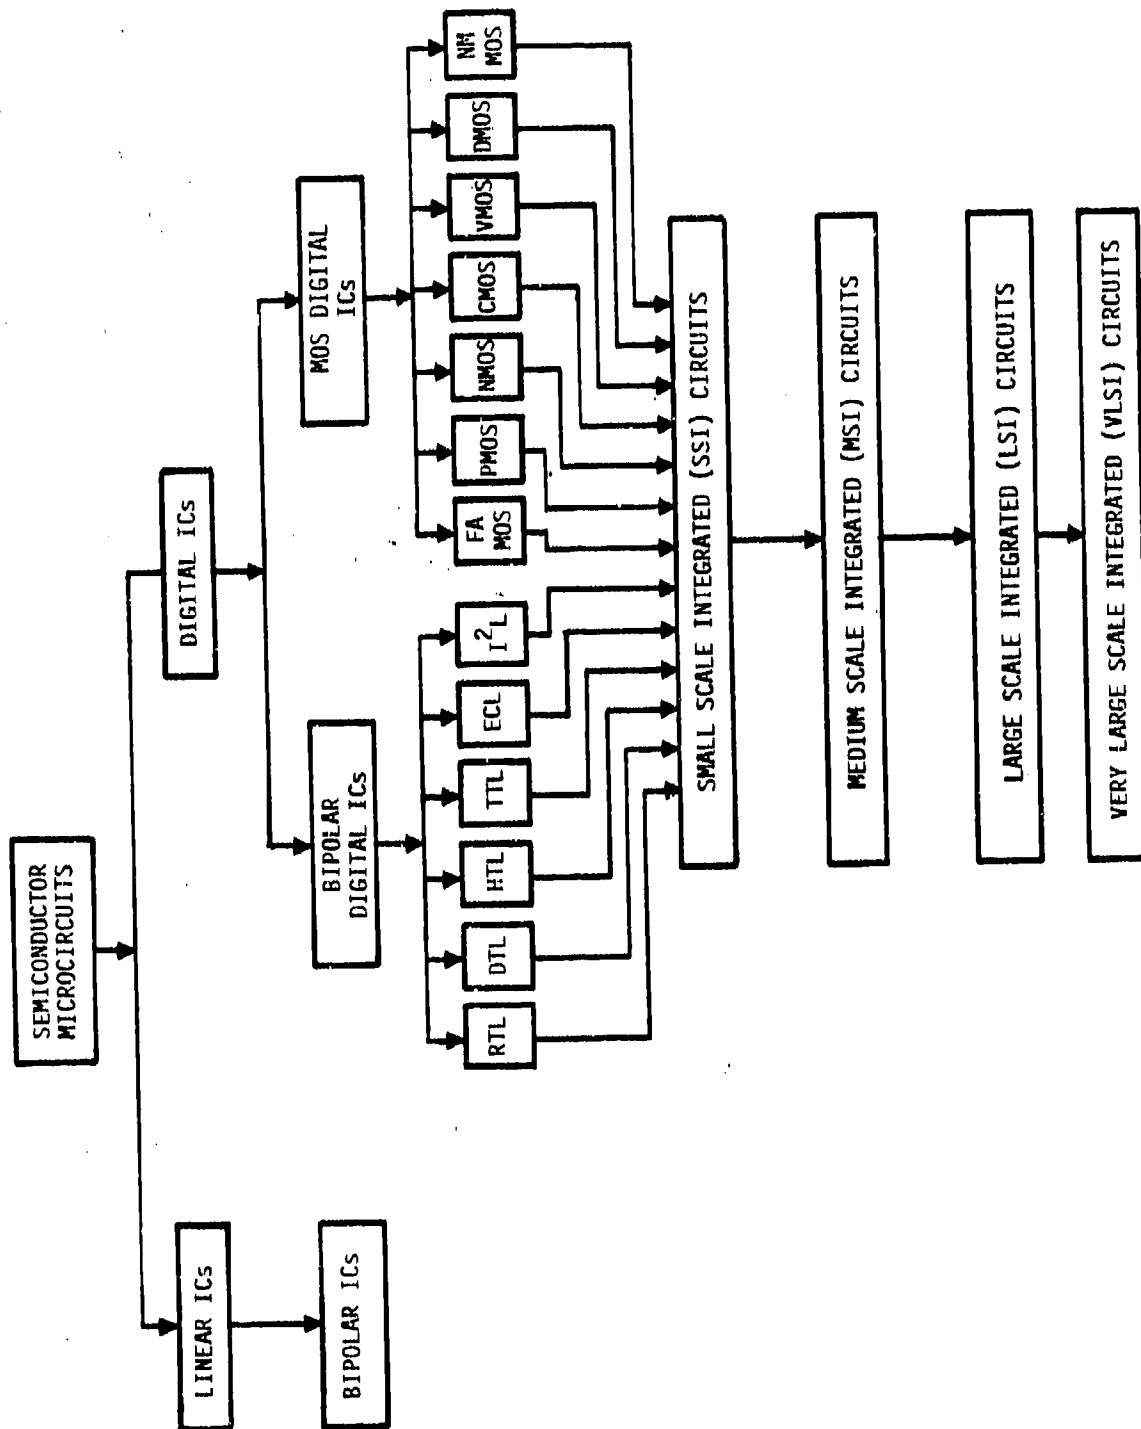 SEMICONDUCTOR
MICROCIRCUITS
LINEAR ICs
DIGITAL ICs
BIPOLAR ICs
BIPOLAR
DIGITAL ICs
MOS DIGITAL
ICs
RTL
DTL
HTL
TTL
ECL
I²L
FA
MOS
PMOS
NMOS
CMOS
VMOS
DMOS
NM
MOS
SMALL SCALE INTEGRATED (SSI) CIRCUITS
MEDIUM SCALE INTEGRATED (MSI) CIRCUITS
LARGE SCALE INTEGRATED (LSI) CIRCUITS
VERY LARGE SCALE INTEGRATED (VLSI) CIRCUITS